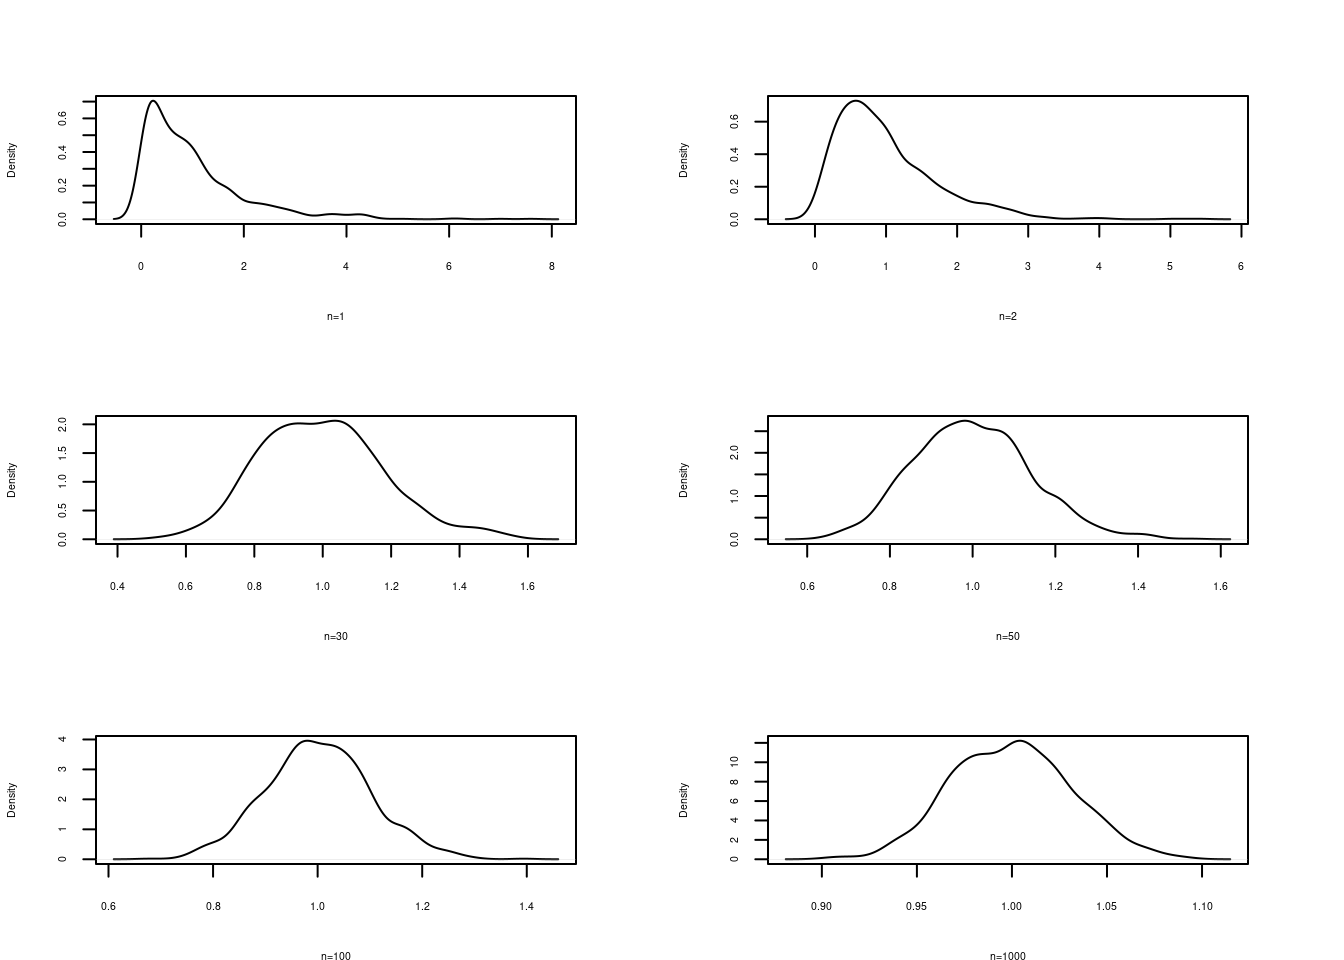 Density
0.0 0.2 0.4 0.6
0 2 4 6 8
n=1
Density
0.0 0.2 0.4 0.6
0 1 2 3 4 5 6
n=2
Density
0.0 0.5 1.0 1.5 2.0
0.4 0.6 0.8 1.0 1.2 1.4 1.6
n=30
Density
0.0 1.0 2.0
0.6 0.8 1.0 1.2 1.4 1.6
n=50
Density
0 1 2 3 4
0.6 0.8 1.0 1.2 1.4
n=100
Density
0 2 4 6 8 10
0.90 0.95 1.00 1.05 1.10
n=1000